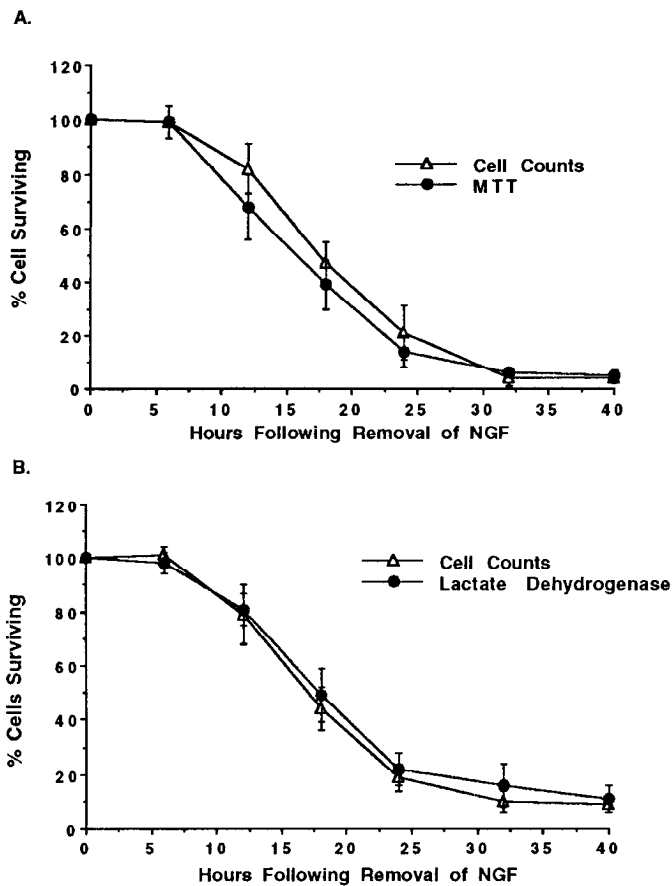 A.
120
100
80
60
40
20
0
% Cell Surviving
Cell Counts
MTT
0 5 10 15 20 25 30 35 40
Hours Following Removal of NGF
B.
120
100
80
60
40
20
0
% Cells Surviving
Cell Counts
Lactate Dehydrogenase
0 5 10 15 20 25 30 35 40
Hours Following Removal of NGF